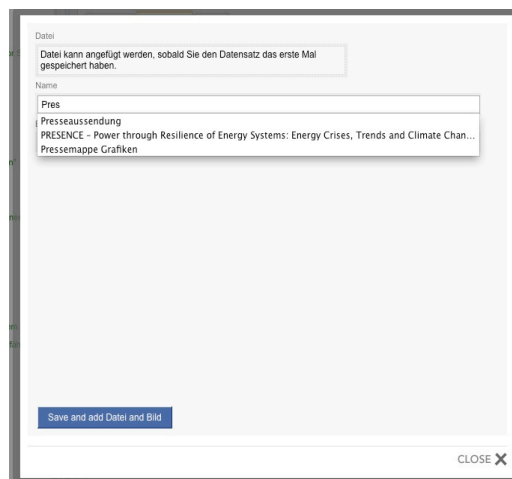 Datei
Datei kann angefügt werden, sobald Sie den Datensatz das erste Mal
gespeichert haben.
Name
Pres
Presseaussendung
PRESENCE - Power through Resilience of Energy Systems: Energy Crises, Trends and Climate Chan...
Pressemappe Grafiken
Save and add Datei and Bild
CLOSE